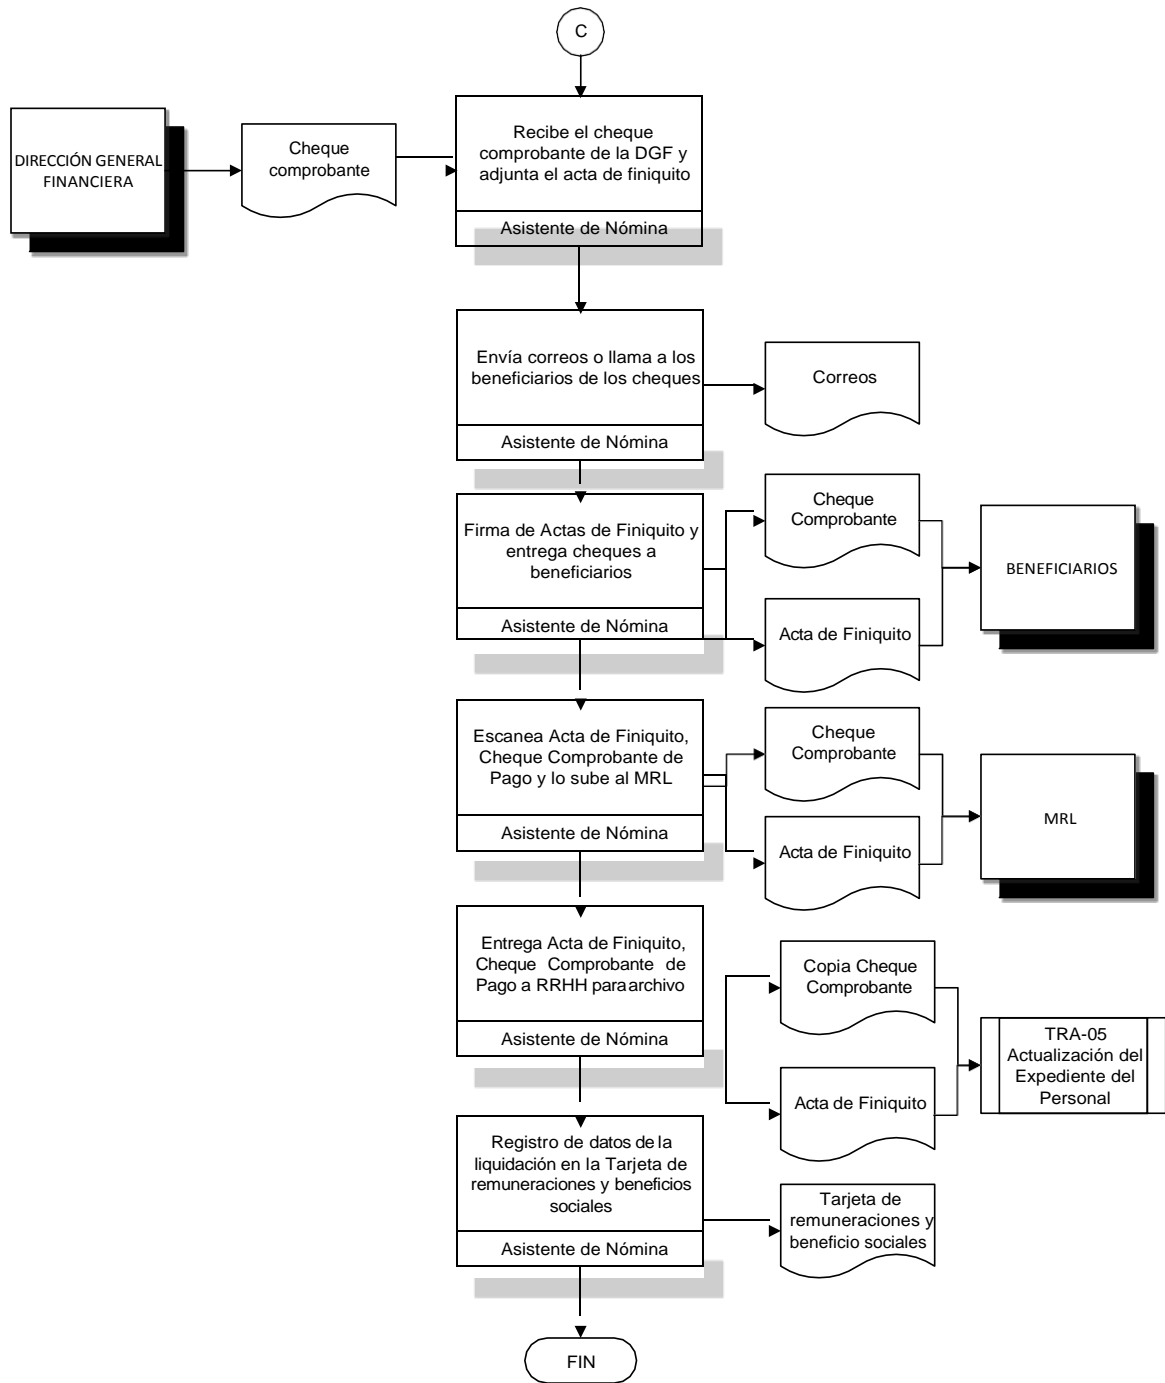 C
DIRECCIÓN GENERAL
FINANCIERA
Cheque
comprobante
Recibe el cheque
comprobante de la DGF y
adjunta el acta de finiquito
Asistente de Nómina
Envía correos o llama a los
beneficiarios de los cheques
Asistente de Nómina
Correos
Firma de Actas de Finiquito y
entrega cheques a
beneficiarios
Asistente de Nómina
Cheque
Comprobante
Acta de Finiquito
BENEFICIARIOS
Escanea Acta de Finiquito,
Cheque Comprobante de
Pago y lo sube al MRL
Asistente de Nómina
Cheque
Comprobante
Acta de Finiquito
MRL
Entrega Acta de Finiquito,
Cheque Comprobante de
Pago a RRHH para archivo
Asistente de Nómina
Copia Cheque
Comprobante
Acta de Finiquito
TRA-05
Actualización del
Expediente del
Personal
Registro de datos de la
liquidación en la Tarjeta de
remuneraciones y beneficios
sociales
Asistente de Nómina
Tarjeta de
remuneraciones y
beneficio sociales
FIN